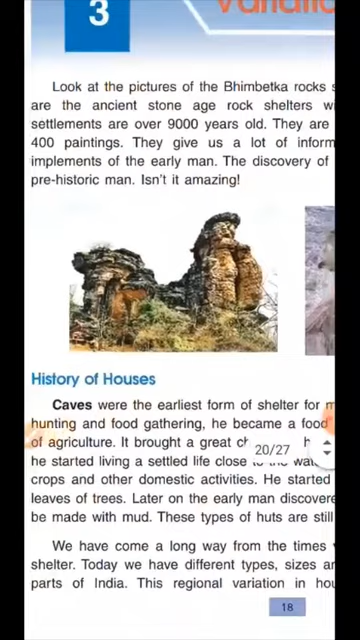 3
Variatio
Look at the pictures of the Bhimbetka rocks s
are the ancient stone age rock shelters wi
settlements are over 9000 years old. They are
400 paintings. They give us a lot of inform
implements of the early man. The discovery of
pre-historic man. Isn't it amazing!
History of Houses
Caves were the earliest form of shelter for m
hunting and food gathering, he became a food
of agriculture. It brought a great ch
20/27
he started living a settled life close to the wat
crops and other domestic activities. He started
leaves of trees. Later on the early man discovere
be made with mud. These types of huts are still
We have come a long way from the times
shelter. Today we have different types, sizes ar
parts of India. This regional variation in hou
18